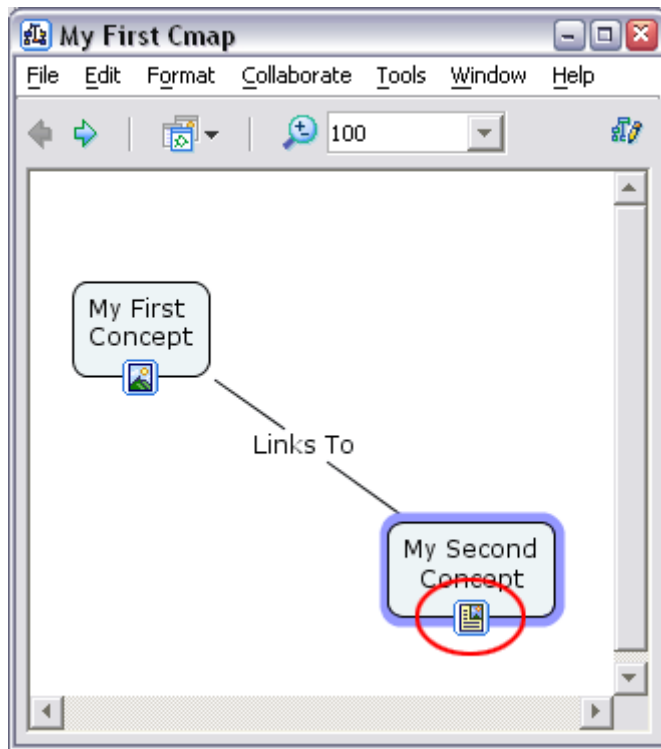 My First Cmap
File Edit Format Collaborate Tools Window Help
100
My First
Concept
Links To
My Second
Concept